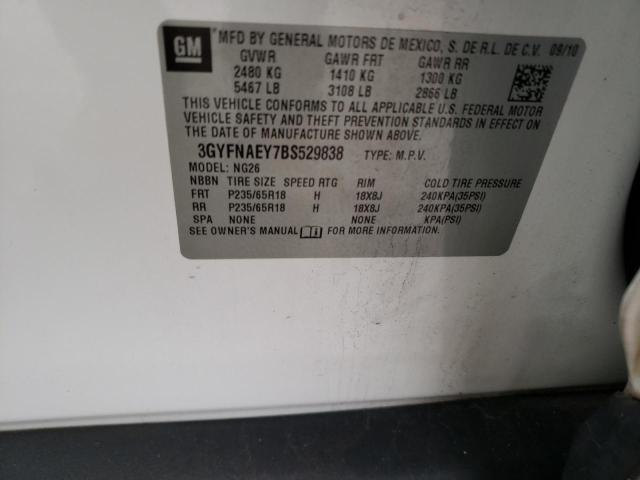 GM
MFD BY GENERAL MOTORS DE MEXICO, S. DE R.L. DE C.V. 09/10
GVWR GAWR FRT GAWR RR
2480 KG 1410 KG 1300 KG
5467 LB 3108 LB 2866 LB
THIS VEHICLE CONFORMS TO ALL APPLICABLE U.S. FEDERAL MOTOR
VEHICLE SAFETY AND THEFT PREVENTION STANDARDS IN EFFECT
ON THE DATE OF MANUFACTURE SHOWN ABOVE.
3GYFNAEY7BS529838 TYPE: M.P.V.
MODEL: NG26
NBBN TIRE SIZE SPEED RTG RIM COLD TIRE PRESSURE
FRT P235/65R18 H 18X8J 240KPA(35PSI)
RR P235/65R18 H 18X8J 240KPA(35PSI)
SPA NONE NONE KPA(PSI)
SEE OWNER'S MANUAL FOR MORE INFORMATION.